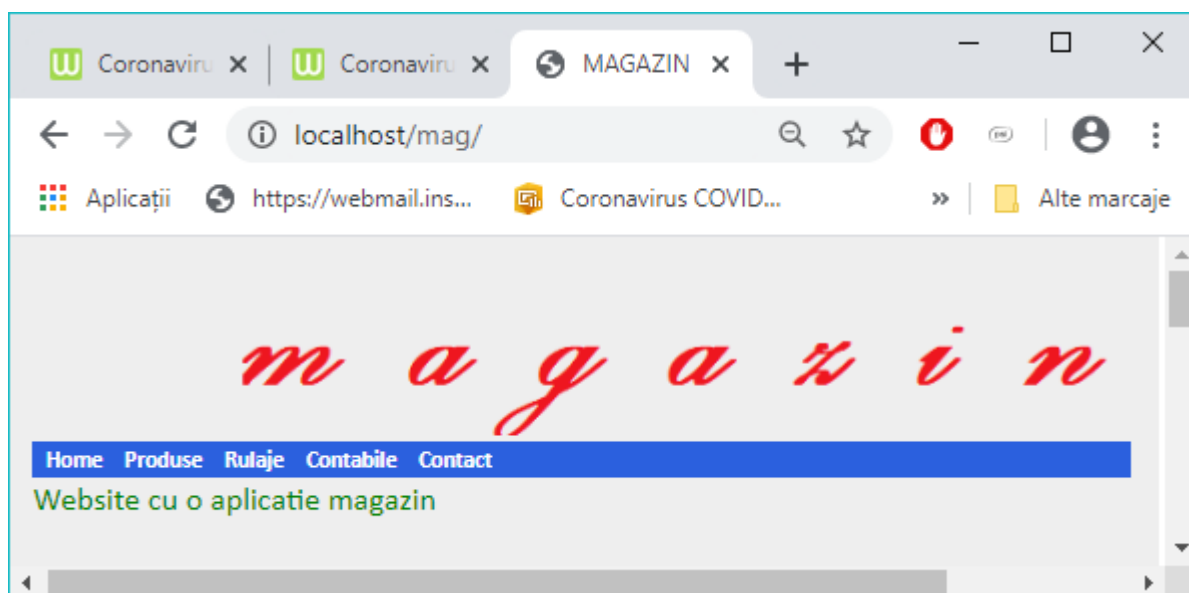 Coronaviru Coronaviru MAGAZIN
localhost/mag/
Aplicații https://webmail.ins... Coronavirus COVID... » Alte marcaje
m a g a z i n
Home Produse Rulaje Contabile Contact
Website cu o aplicatie magazin